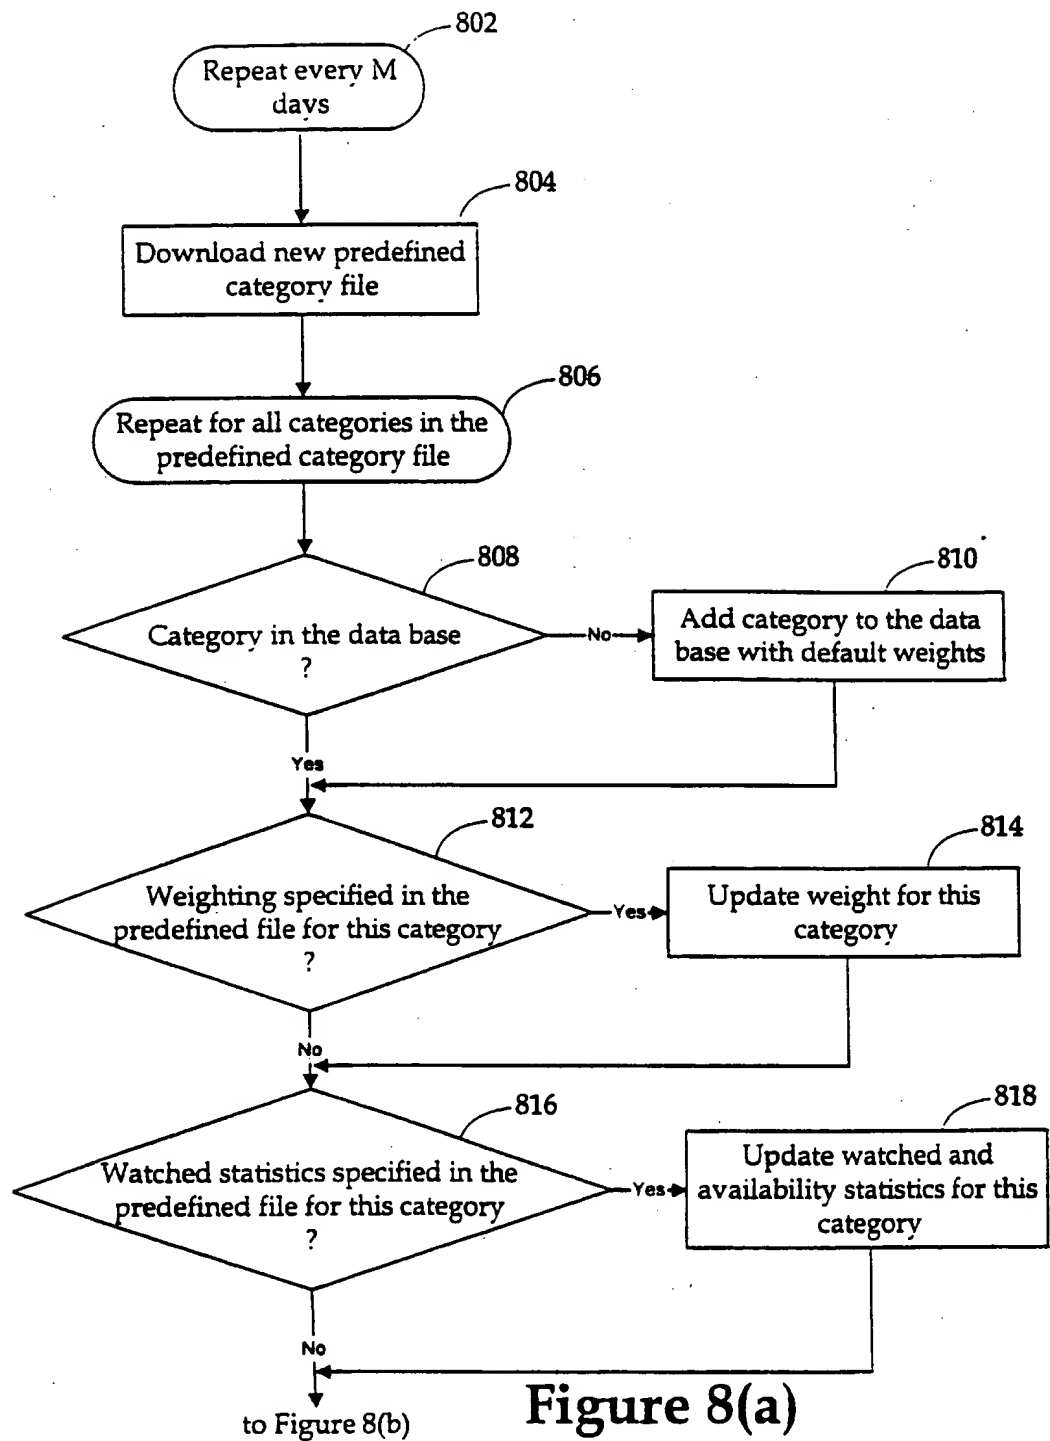 802
Repeat every M
days
804
Download new predefined
category file
806
Repeat for all categories in the
predefined category file
808
Category in the data base
?
No
810
Add category to the data
base with default weights
Yes
812
Weighting specified in the
predefined file for this category
?
Yes
814
Update weight for this
category
No
816
Watched statistics specified in the
predefined file for this category
?
Yes
818
Update watched and
availability statistics for this
category
No
to Figure 8(b)
Figure 8(a)